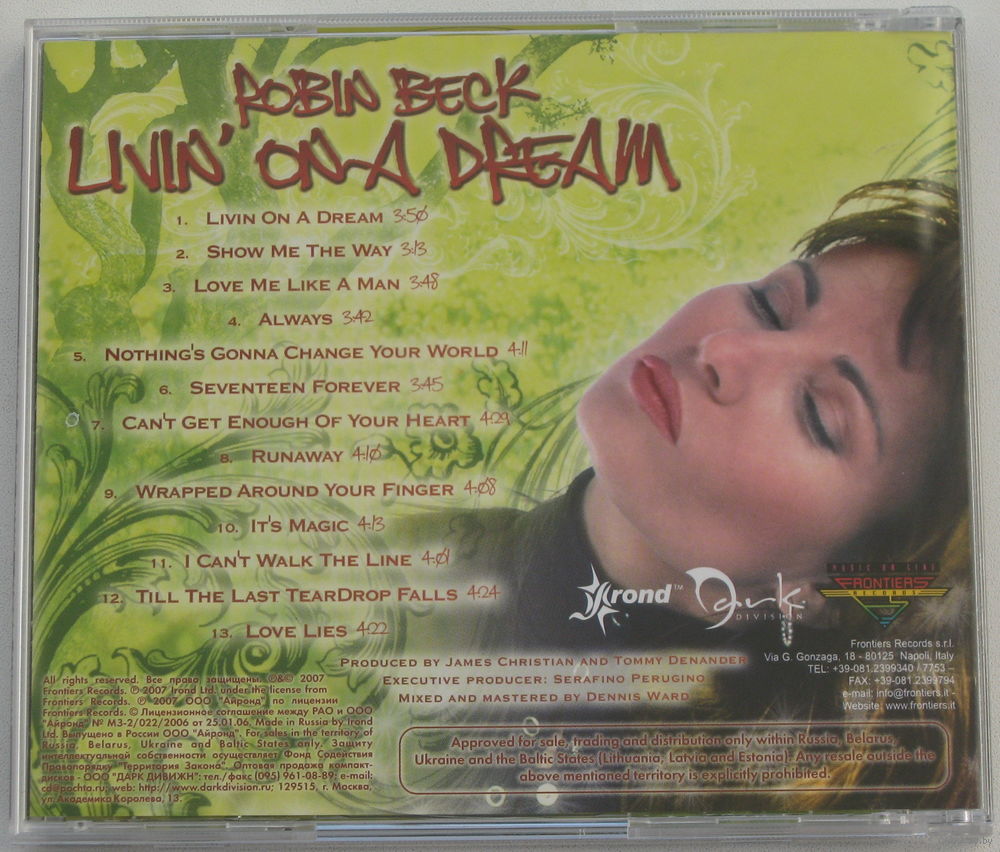 ROBIN BECK
LIVIN' ON A DREAM
1. LIVIN ON A DREAM 3:50
2. SHOW ME THE WAY 3:13
3. LOVE ME LIKE A MAN 3:48
4. ALWAYS 3:42
5. NOTHING'S GONNA CHANGE YOUR WORLD 4:11
6. SEVENTEEN FOREVER 3:45
7. CAN'T GET ENOUGH OF YOUR HEART 4:29
8. RUNAWAY 4:10
9. WRAPPED AROUND YOUR FINGER 4:08
10. IT'S MAGIC 4:13
11. I CAN'T WALK THE LINE 4:01
12. TILL THE LAST TEARDROP FALLS 4:24
13. LOVE LIES 4:22
Irond™
Dark
DIVISION
MUSIC ON LINE
FRONTIERS
RECORDS
Frontiers Records s.r.l.
Via G. Gonzaga, 18 - 80125 Napoli, Italy
TEL: +39-081.2399340 / 7753 –
FAX: +39-081.2399794
e-mail: info@frontiers.it -
Website: www.frontiers.it
PRODUCED BY JAMES CHRISTIAN AND TOMMY DENANDER
EXECUTIVE PRODUCER: SERAFINO PERUGINO
MIXED AND MASTERED BY DENNIS WARD
All rights reserved. Все права защищены. ℗&© 2007
Frontiers Records. ℗ 2007 Irond Ltd. under the license from
Frontiers Records. ℗ 2007 ООО "Айронд" по лицензии
Frontiers Records. © Лицензионное соглашение между РАО и ООО
"Айронд" № МЗ-2/022/2006 от 25.01.06. Made in Russia by Irond
Ltd. Выпущено в России ООО "Айронд". For sales in the territory of
Russia, Belarus, Ukraine and Baltic States only. Защиту
интеллектуальной собственности осуществляет Фонд Содействия
Правопорядку "Территория Закона". Оптовая продажа компакт-
дисков - ООО "ДАРК ДИВИЖН": тел./факс (095) 961-08-89; e-mail:
cd@pochta.ru; web: http://www.darkdivision.ru; 129515, г. Москва,
ул. Академика Королева, 13.
Approved for sale, trading and distribution only within Russia, Belarus,
Ukraine and the Baltic States (Lithuania, Latvia and Estonia). Any resale outside the
above mentioned territory is explicitly prohibited.